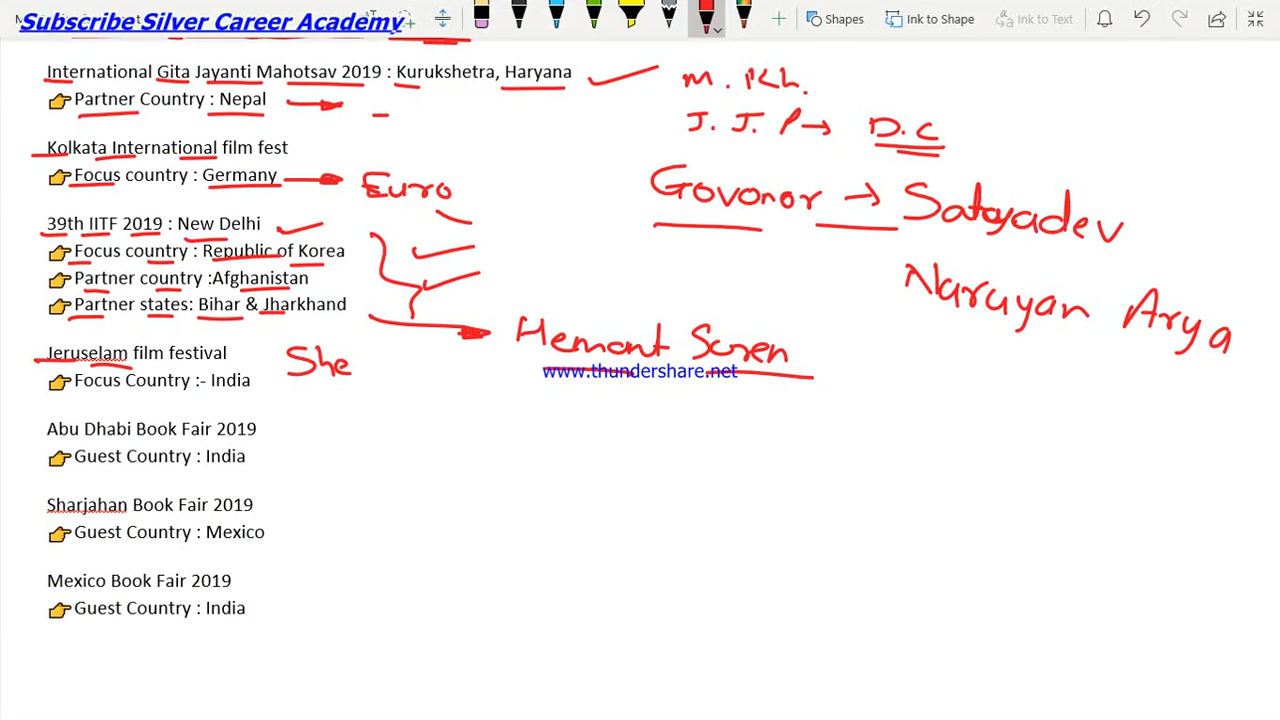 Subscribe Silver Career Academy
Shapes
Ink to Shape
Ink to Text
International Gita Jayanti Mahotsav 2019 : Kurukshetra, Haryana
M. Kh.
👉Partner Country : Nepal
J. J. P → D.C
Kolkata International film fest
👉Focus country : Germany
Euro
Govonor → Satyadev
Narayan Arya
39th IITF 2019 : New Delhi
👉Focus country : Republic of Korea
👉Partner country :Afghanistan
👉Partner states: Bihar & Jharkhand
Hemant Soren
Jeruselam film festival
She
www.thundershare.net
👉Focus Country :- India
Abu Dhabi Book Fair 2019
👉Guest Country : India
Sharjahan Book Fair 2019
👉Guest Country : Mexico
Mexico Book Fair 2019
👉Guest Country : India